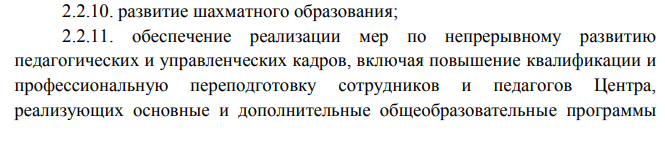 2.2.10. развитие шахматного образования;
2.2.11. обеспечение реализации мер по непрерывному развитию
педагогических и управленческих кадров, включая повышение квалификации и
профессиональную переподготовку сотрудников и педагогов Центра,
реализующих основные и дополнительные общеобразовательные программы